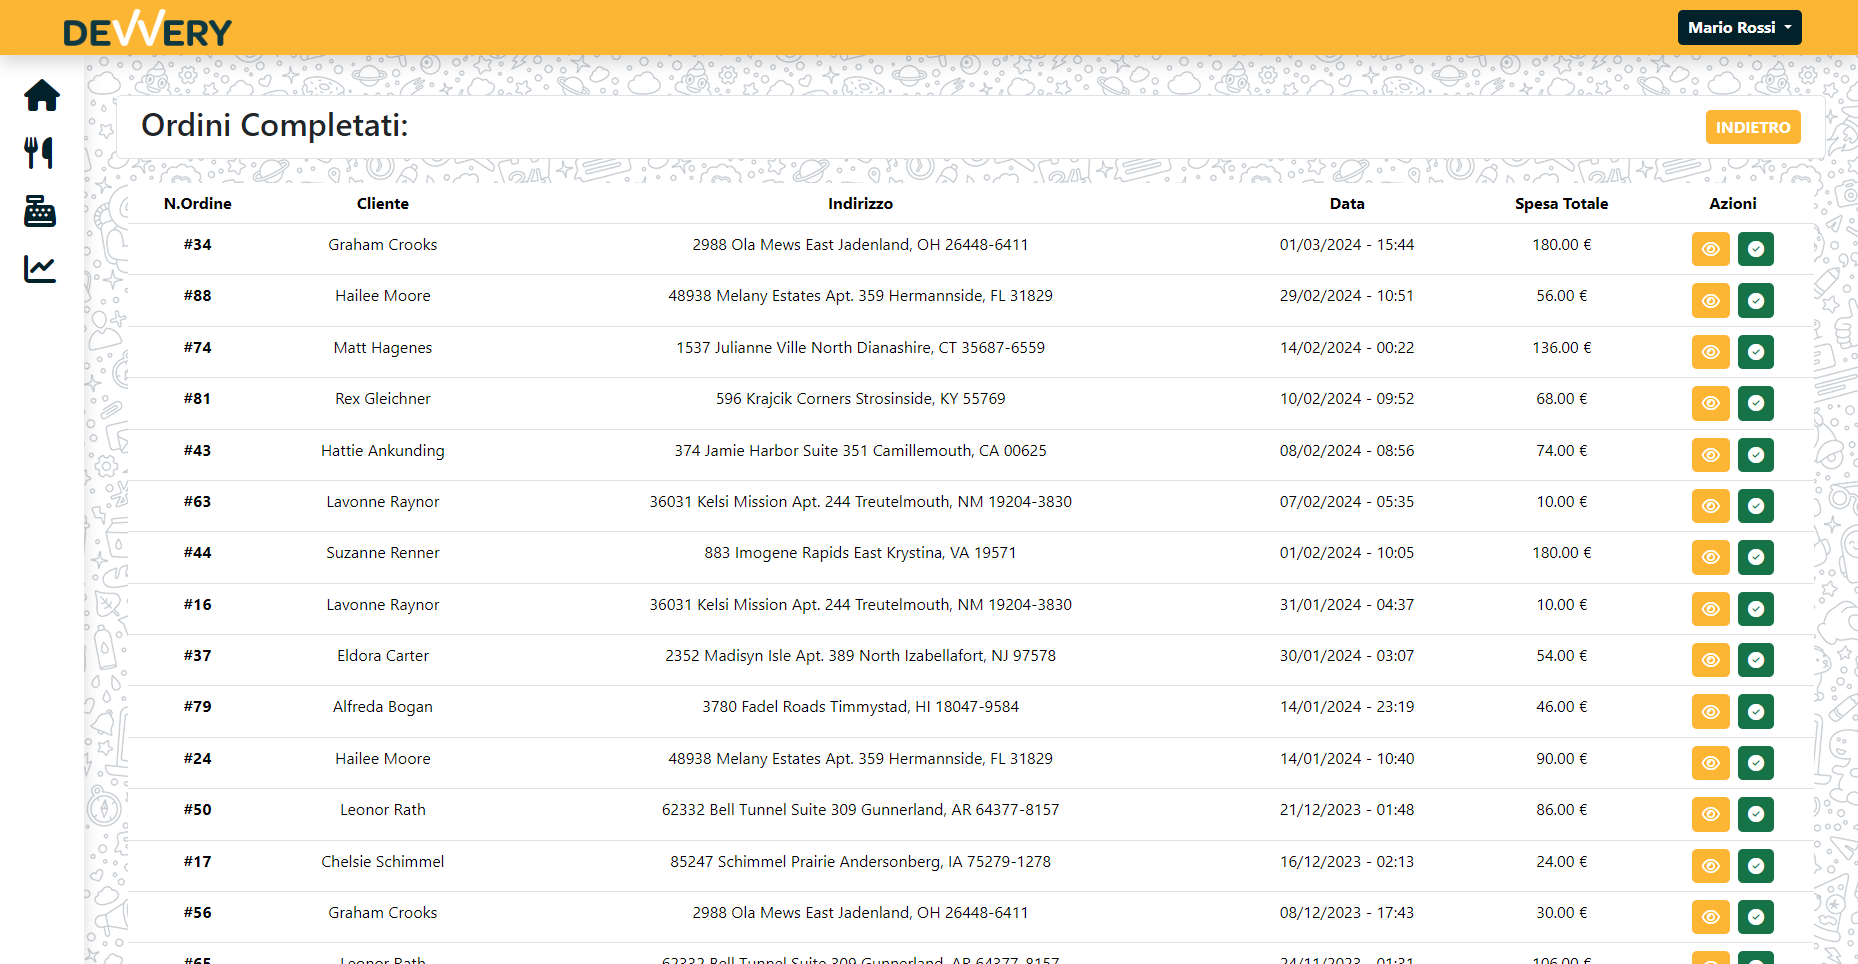 DEVVERY
Mario Rossi
Ordini Completati:
INDIETRO
N.Ordine Cliente Indirizzo Data Spesa Totale Azioni
#34 Graham Crooks 2988 Ola Mews East Jadenland, OH 26448-6411 01/03/2024 - 15:44 180.00 €
#88 Hailee Moore 48938 Melany Estates Apt. 359 Hermannside, FL 31829 29/02/2024 - 10:51 56.00 €
#74 Matt Hagenes 1537 Julianne Ville North Dianashire, CT 35687-6559 14/02/2024 - 00:22 136.00 €
#81 Rex Gleichner 596 Krajcik Corners Strosinside, KY 55769 10/02/2024 - 09:52 68.00 €
#43 Hattie Ankunding 374 Jamie Harbor Suite 351 Camillemouth, CA 00625 08/02/2024 - 08:56 74.00 €
#63 Lavonne Raynor 36031 Kelsi Mission Apt. 244 Treutelmouth, NM 19204-3830 07/02/2024 - 05:35 10.00 €
#44 Suzanne Renner 883 Imogene Rapids East Krystina, VA 19571 01/02/2024 - 10:05 180.00 €
#16 Lavonne Raynor 36031 Kelsi Mission Apt. 244 Treutelmouth, NM 19204-3830 31/01/2024 - 04:37 10.00 €
#37 Eldora Carter 2352 Madisyn Isle Apt. 389 North Izabellafort, NJ 97578 30/01/2024 - 03:07 54.00 €
#79 Alfreda Bogan 3780 Fadel Roads Timmystad, HI 18047-9584 14/01/2024 - 23:19 46.00 €
#24 Hailee Moore 48938 Melany Estates Apt. 359 Hermannside, FL 31829 14/01/2024 - 10:40 90.00 €
#50 Leonor Rath 62332 Bell Tunnel Suite 309 Gunnerland, AR 64377-8157 21/12/2023 - 01:48 86.00 €
#17 Chelsie Schimmel 85247 Schimmel Prairie Andersonberg, IA 75279-1278 16/12/2023 - 02:13 24.00 €
#56 Graham Crooks 2988 Ola Mews East Jadenland, OH 26448-6411 08/12/2023 - 17:43 30.00 €
#65 Leonor Rath 62332 Bell Tunnel Suite 309 Gunnerland, AR 64377-8157 24/11/2023 - 01:31 106.00 €